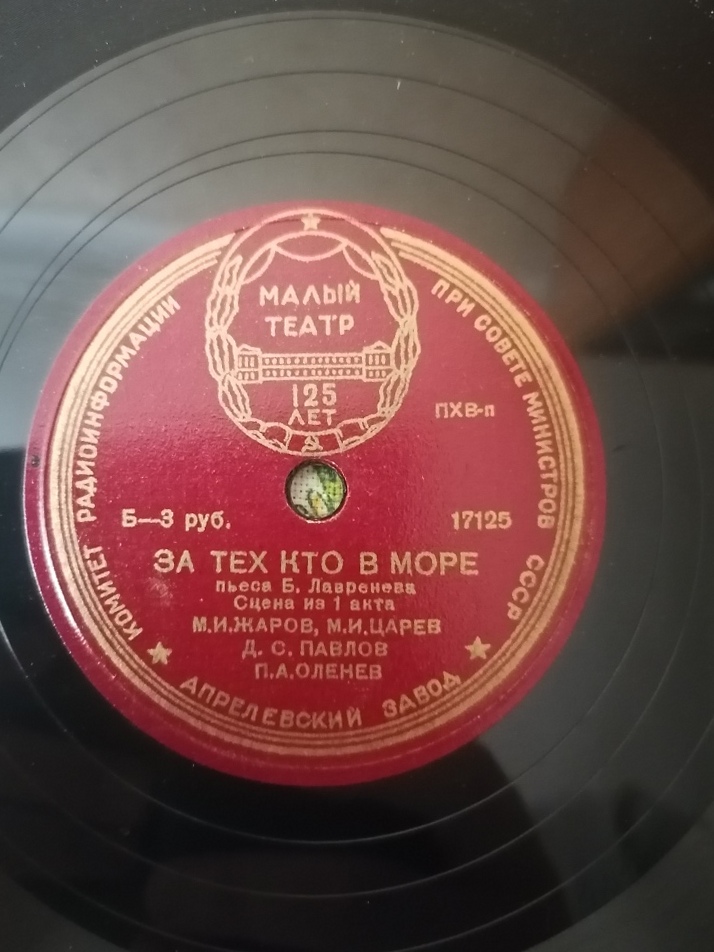 МАЛЫЙ
ТЕАТР
125
ЛЕТ
КОМИТЕТ РАДИОИНФОРМАЦИИ ПРИ СОВЕТЕ МИНИСТРОВ СССР
ПХВ-п
Б—3 руб. 17125
ЗА ТЕХ КТО В МОРЕ
пьеса Б. Лавренева
Сцена из 1 акта
М.И.ЖАРОВ, М.И.ЦАРЕВ
Д. С. ПАВЛОВ
П.А.ОЛЕНЕВ
АПРЕЛЕВСКИЙ ЗАВОД